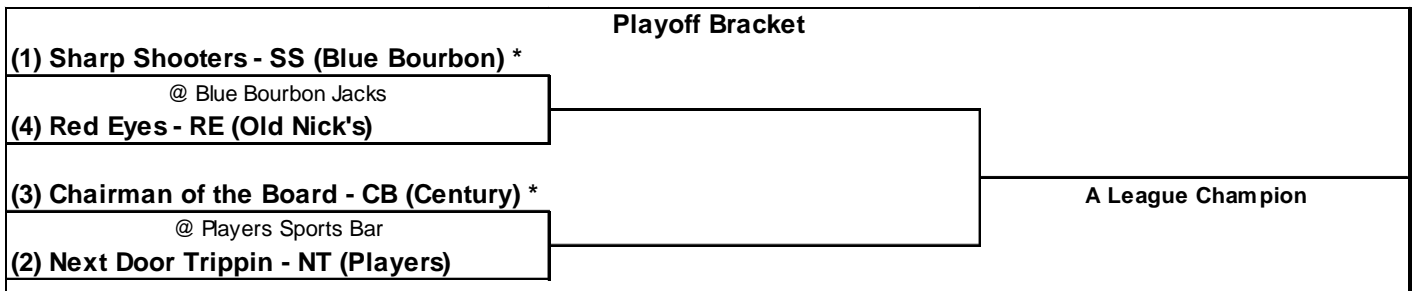 Playoff Bracket
(1) Sharp Shooters - SS (Blue Bourbon) *
@ Blue Bourbon Jacks
(4) Red Eyes - RE (Old Nick's)
(3) Chairman of the Board - CB (Century) *
A League Champion
@ Players Sports Bar
(2) Next Door Trippin - NT (Players)